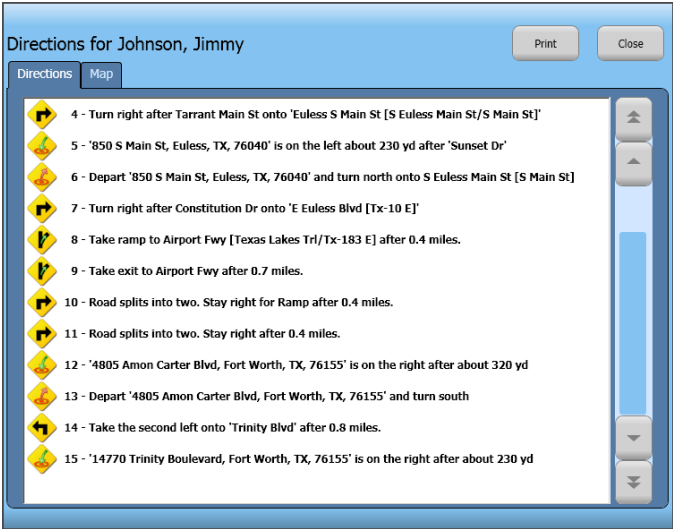 Directions for Johnson, Jimmy
Print
Close
Directions
Map
4 - Turn right after Tarrant Main St onto 'Euless S Main St [S Euless Main St/S Main St]'
5 - '850 S Main St, Euless, TX, 76040' is on the left about 230 yd after 'Sunset Dr'
6 - Depart '850 S Main St, Euless, TX, 76040' and turn north onto S Euless Main St [S Main St]
7 - Turn right after Constitution Dr onto 'E Euless Blvd [Tx-10 E]'
8 - Take ramp to Airport Fwy [Texas Lakes Trl/Tx-183 E] after 0.4 miles.
9 - Take exit to Airport Fwy after 0.7 miles.
10 - Road splits into two. Stay right for Ramp after 0.4 miles.
11 - Road splits into two. Stay right after 0.4 miles.
12 - '4805 Amon Carter Blvd, Fort Worth, TX, 76155' is on the right after about 320 yd
13 - Depart '4805 Amon Carter Blvd, Fort Worth, TX, 76155' and turn south
14 - Take the second left onto 'Trinity Blvd' after 0.8 miles.
15 - '14770 Trinity Boulevard, Fort Worth, TX, 76155' is on the right after about 230 yd